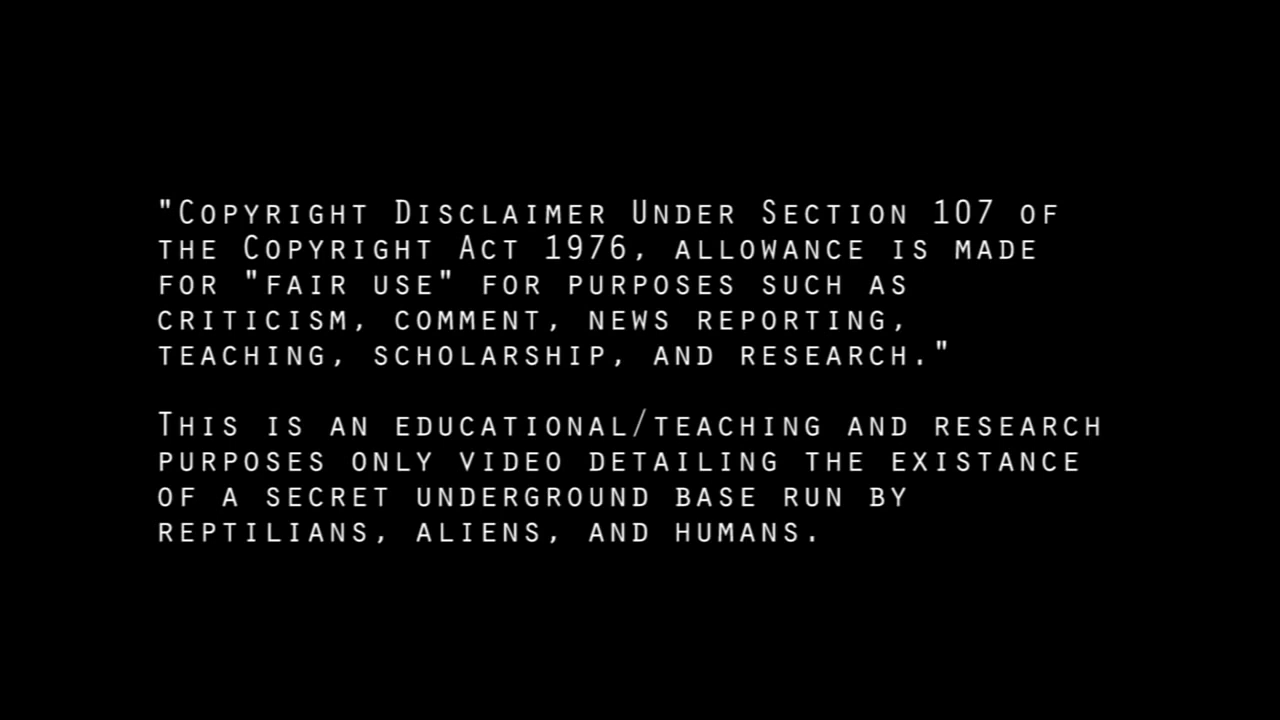 "Copyright Disclaimer Under Section 107 of
the Copyright Act 1976, allowance is made
for "fair use" for purposes such as
criticism, comment, news reporting,
teaching, scholarship, and research."
This is an educational/teaching and research
purposes only video detailing the existance
of a secret underground base run by
reptilians, aliens, and humans.